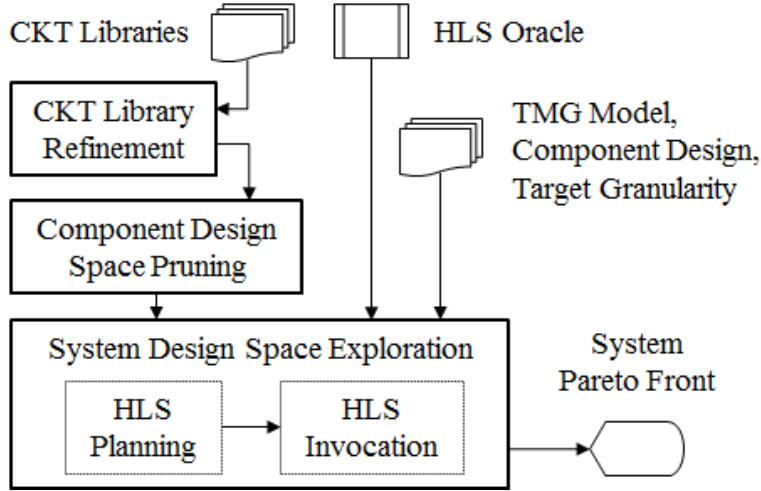 CKT Libraries
HLS Oracle
CKT Library
Refinement
TMG Model,
Component Design,
Target Granularity
Component Design
Space Pruning
System Design Space Exploration
HLS
Planning
HLS
Invocation
System
Pareto Front